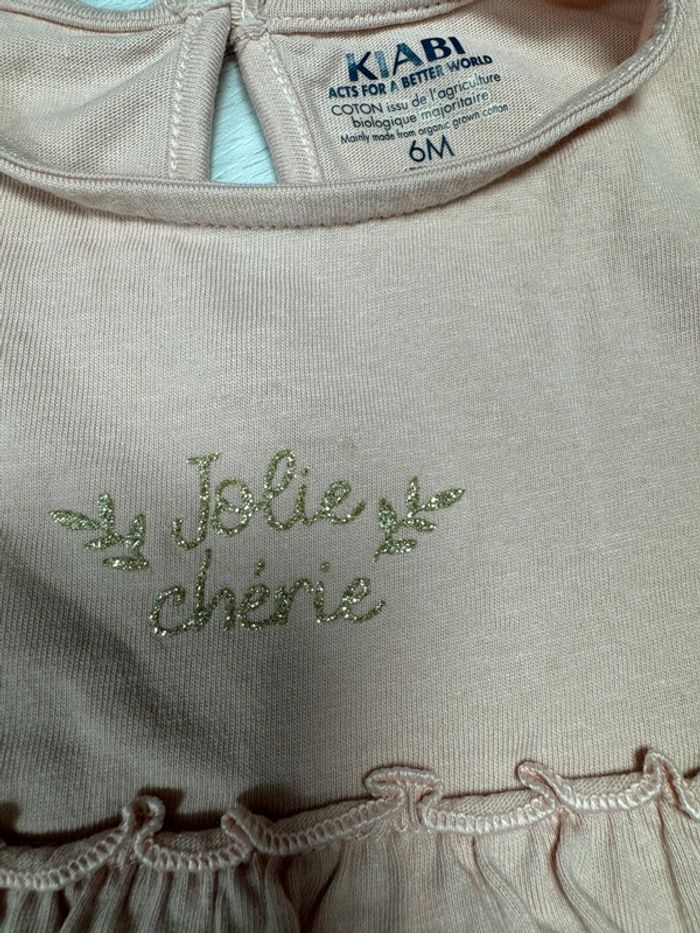 KIABI
ACTS FOR A BETTER WORLD
COTON issu de l'agriculture
biologique majoritaire
Mainly made from organic grown cotton
6M
Jolie
chérie